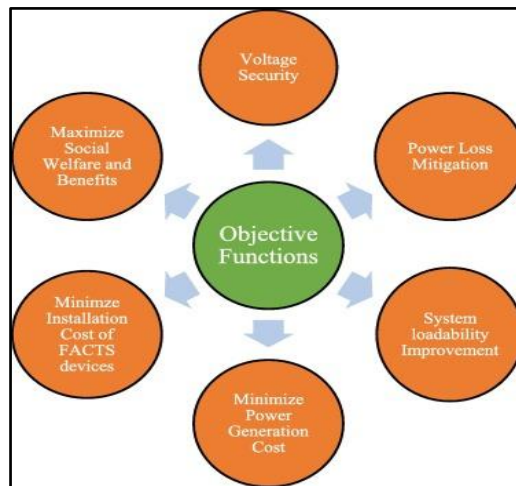 Voltage
Security
Maximize
Social
Welfare and
Benefits
Power Loss
Mitigation
Objective
Functions
Minimze
Installation
Cost of
FACTS
devices
System
loadability
Improvement
Minimize
Power
Generation
Cost